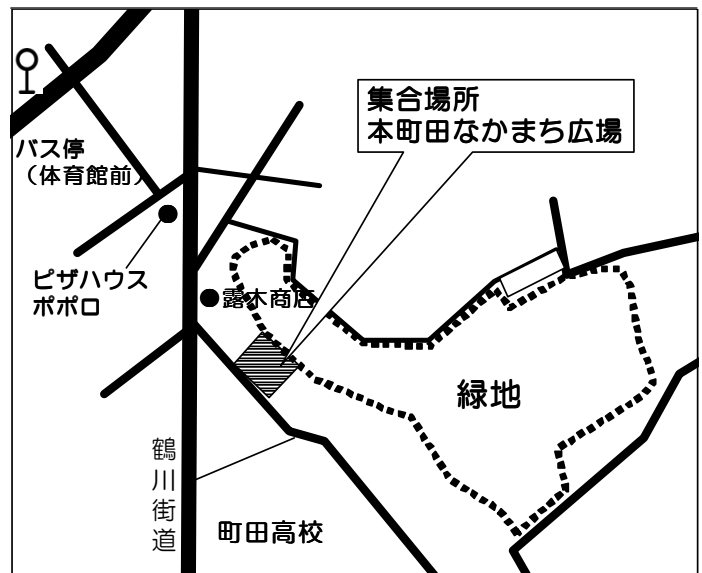 集合場所
本町田なかまち広場
バス停
（体育館前）
ピザハウス
ポポロ
露木商店
緑地
鶴川街道
町田高校